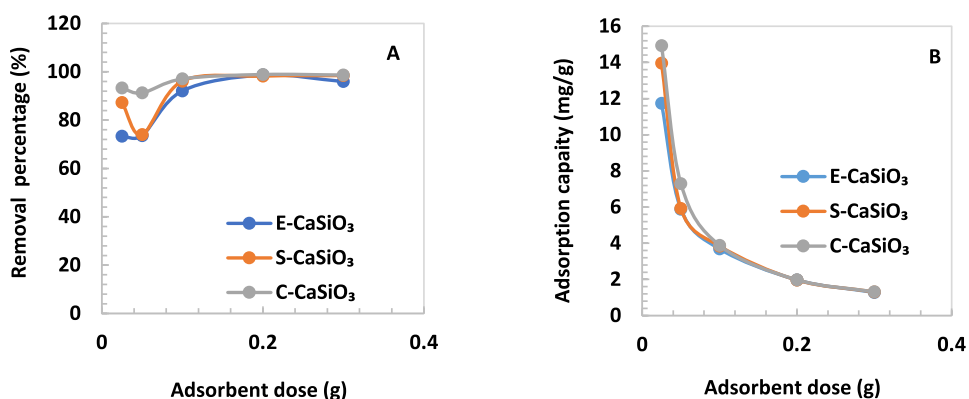 120
100
80
60
40
20
0
Removal percentage (%)
A
E-CaSiO₃
S-CaSiO₃
C-CaSiO₃
0 0.2 0.4
Adsorbent dose (g)
16
14
12
10
8
6
4
2
0
Adsorption capaity (mg/g)
B
E-CaSiO₃
S-CaSiO₃
C-CaSiO₃
0 0.2 0.4
Adsorbent dose (g)